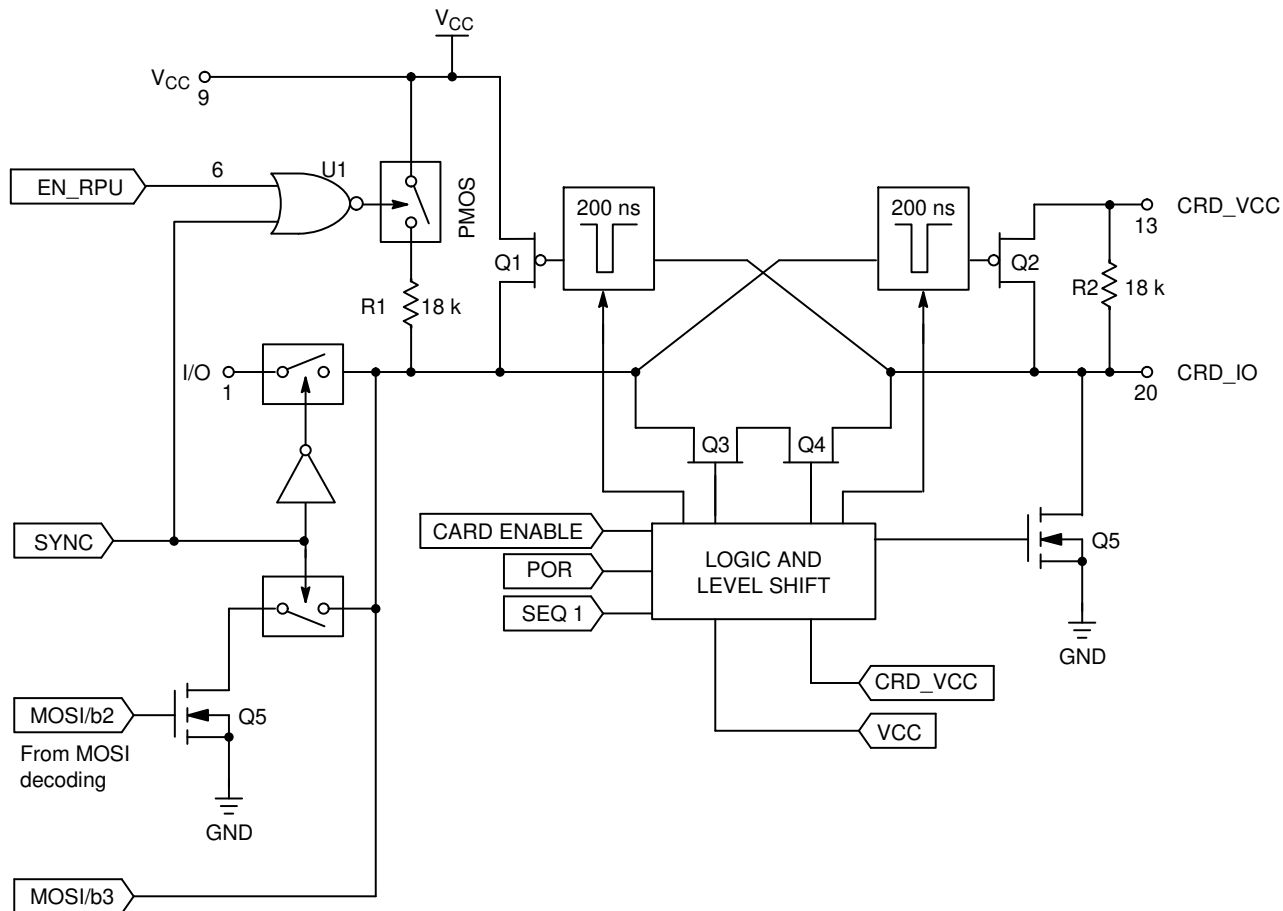 VCC
VCC
9
EN_RPU
6
U1
PMOS
R1
18 k
Q1
200 ns
200 ns
Q2
CRD_VCC
13
R2
18 k
I/O
1
CRD_IO
20
Q3
Q4
SYNC
CARD ENABLE
POR
SEQ 1
LOGIC AND
LEVEL SHIFT
Q5
GND
CRD_VCC
VCC
MOSI/b2
Q5
From MOSI
decoding
GND
MOSI/b3